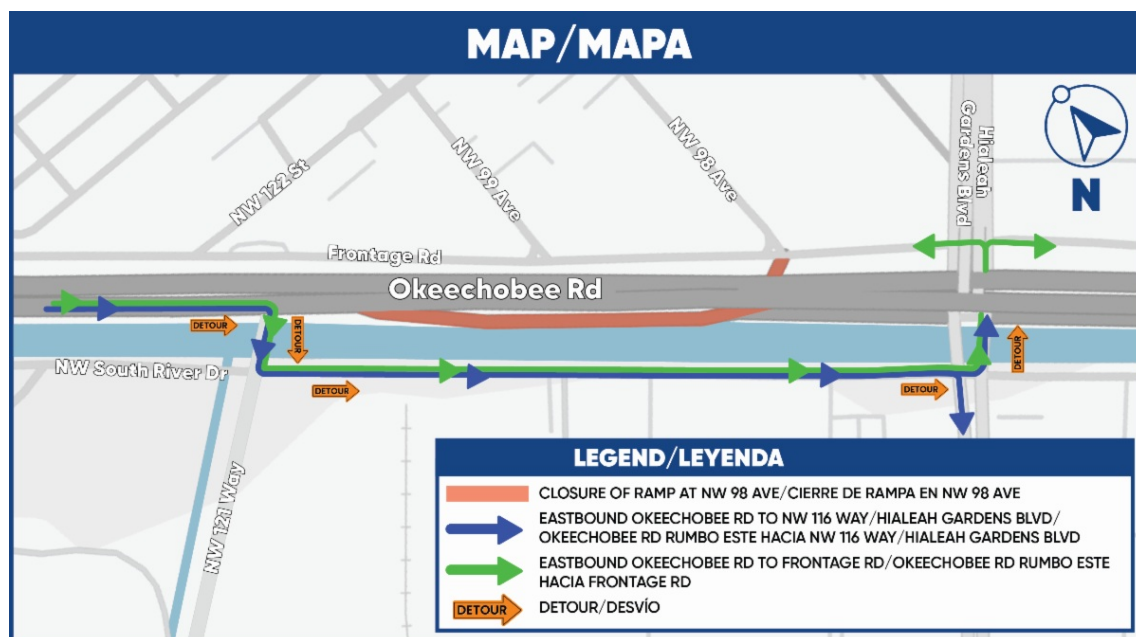 MAP/MAPA
Hialeah
Gardens Blvd
N
NW 122 St
NW 99 Ave
NW 98 Ave
Frontage Rd
Okeechobee Rd
DETOUR
DETOUR
DETOUR
NW South River Dr
DETOUR
DETOUR
NW 121 Way
LEGEND/LEYENDA
CLOSURE OF RAMP AT NW 98 AVE/CIERRE DE RAMPA EN NW 98 AVE
EASTBOUND OKEECHOBEE RD TO NW 116 WAY/HIALEAH GARDENS BLVD/
OKEECHOBEE RD RUMBO ESTE HACIA NW 116 WAY/HIALEAH GARDENS BLVD
EASTBOUND OKEECHOBEE RD TO FRONTAGE RD/OKEECHOBEE RD RUMBO ESTE
HACIA FRONTAGE RD
DETOUR
DETOUR/DESVÍO